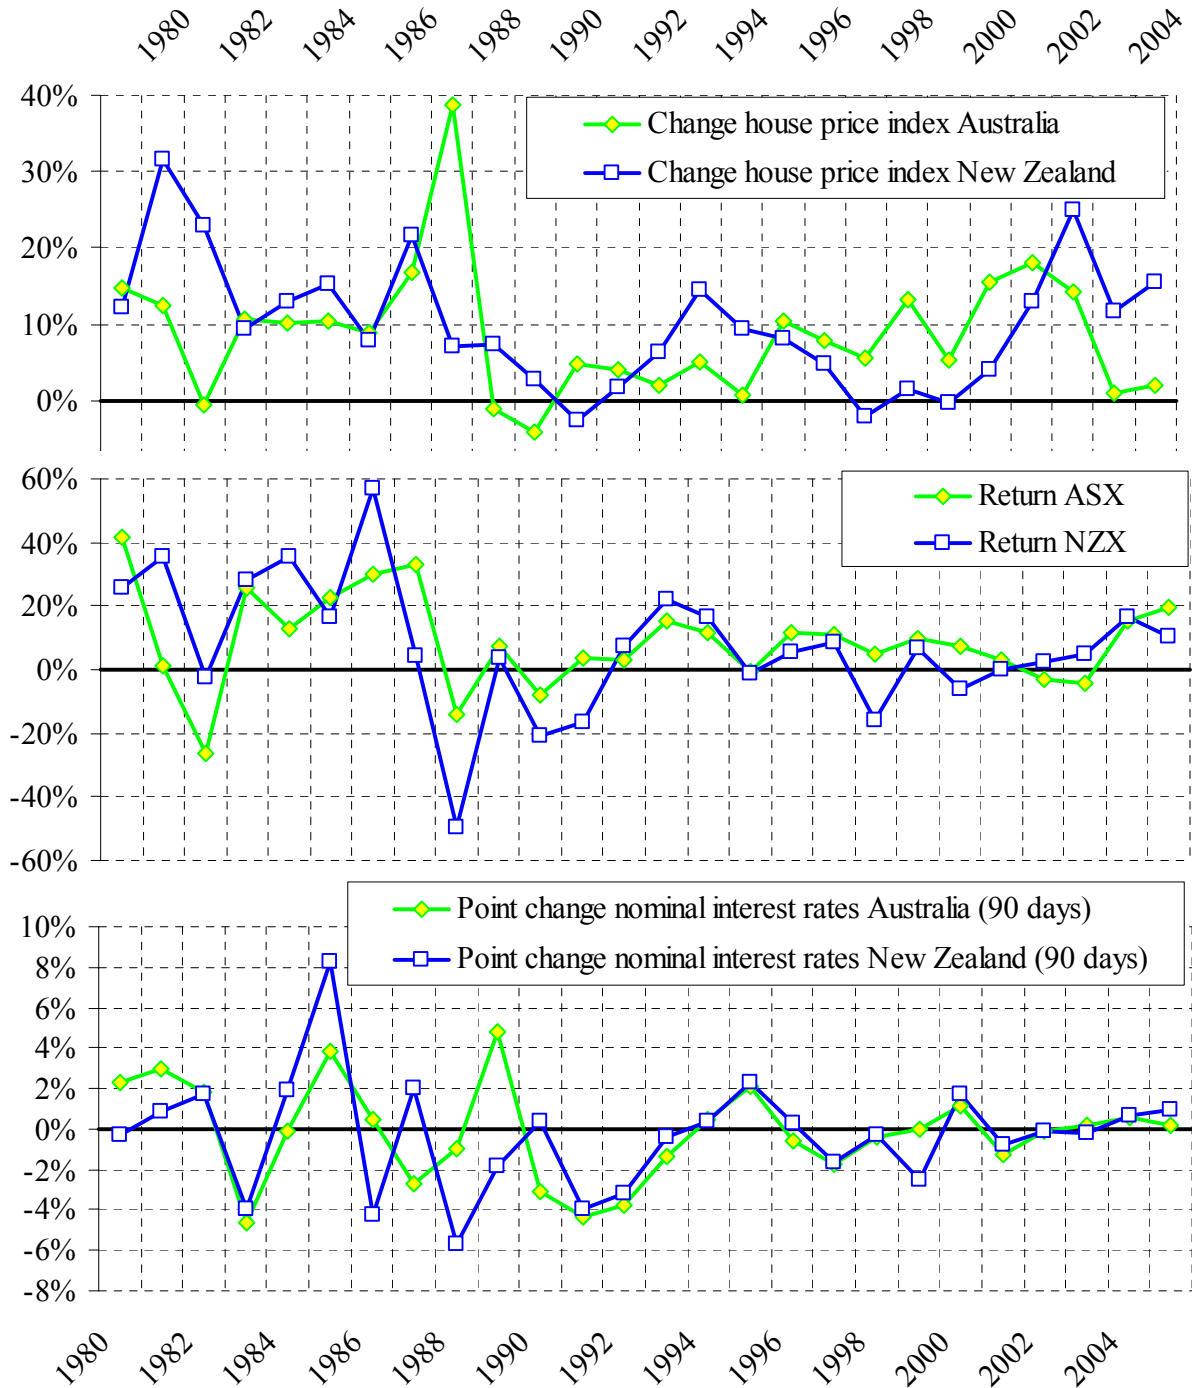 1980 1982 1984 1986 1988 1990 1992 1994 1996 1998 2000 2002 2004
40%
Change house price index Australia
30%
Change house price index New Zealand
20%
10%
0%
60%
Return ASX
40%
Return NZX
20%
0%
-20%
-40%
-60%
Point change nominal interest rates Australia (90 days)
10%
Point change nominal interest rates New Zealand (90 days)
8%
6%
4%
2%
0%
-2%
-4%
-6%
-8%
1980 1982 1984 1986 1988 1990 1992 1994 1996 1998 2000 2002 2004